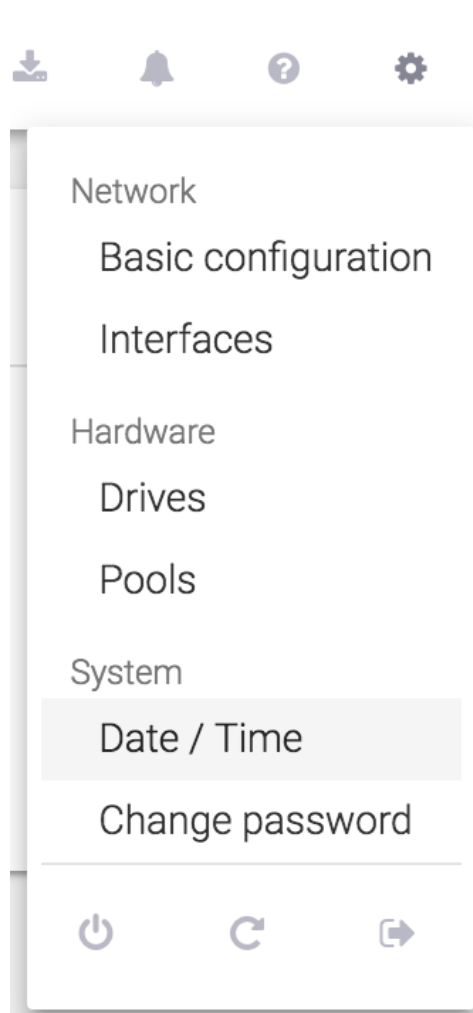 Network
Basic configuration
Interfaces
Hardware
Drives
Pools
System
Date / Time
Change password